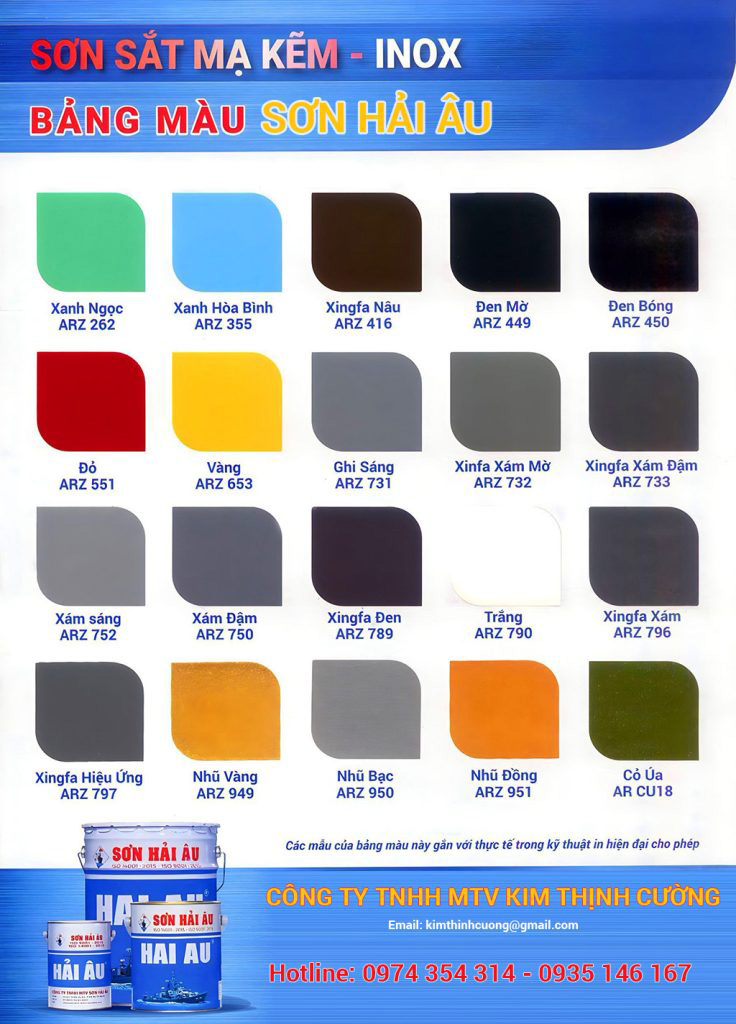 SƠN SẮT MẠ KẼM - INOX
BẢNG MÀU SƠN HẢI ÂU
Xanh Ngọc
ARZ 262
Xanh Hòa Bình
ARZ 355
Xingfa Nâu
ARZ 416
Đen Mờ
ARZ 449
Đen Bóng
ARZ 450
Đỏ
ARZ 551
Vàng
ARZ 653
Ghi Sáng
ARZ 731
Xinfa Xám Mờ
ARZ 732
Xingfa Xám Đậm
ARZ 733
Xám sáng
ARZ 752
Xám Đậm
ARZ 750
Xingfa Đen
ARZ 789
Trắng
ARZ 790
Xingfa Xám
ARZ 796
Xingfa Hiệu Ứng
ARZ 797
Nhũ Vàng
ARZ 949
Nhũ Bạc
ARZ 950
Nhũ Đồng
ARZ 951
Cỏ Úa
AR CU18
Các mẫu của bảng màu này gần với thực tế trong kỹ thuật in hiện đại cho phép
SƠN HẢI ÂU
HAI AU
SƠN HẢI ÂU
HẢI ÂU
SƠN HẢI ÂU
HAI AU
CÔNG TY TNHH MTV KIM THỊNH CƯỜNG
Email: kimthinhcuong@gmail.com
Hotline: 0974 354 314 - 0935 146 167